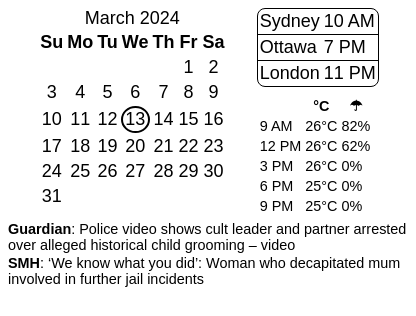 March 2024
Su Mo Tu We Th Fr Sa
1 2
3 4 5 6 7 8 9
10 11 12 13 14 15 16
17 18 19 20 21 22 23
24 25 26 27 28 29 30
31
Sydney 10 AM
Ottawa 7 PM
London 11 PM
°C ☂
9 AM 26°C 82%
12 PM 26°C 62%
3 PM 26°C 0%
6 PM 25°C 0%
9 PM 25°C 0%
Guardian: Police video shows cult leader and partner arrested
over alleged historical child grooming – video
SMH: ‘We know what you did’: Woman who decapitated mum
involved in further jail incidents